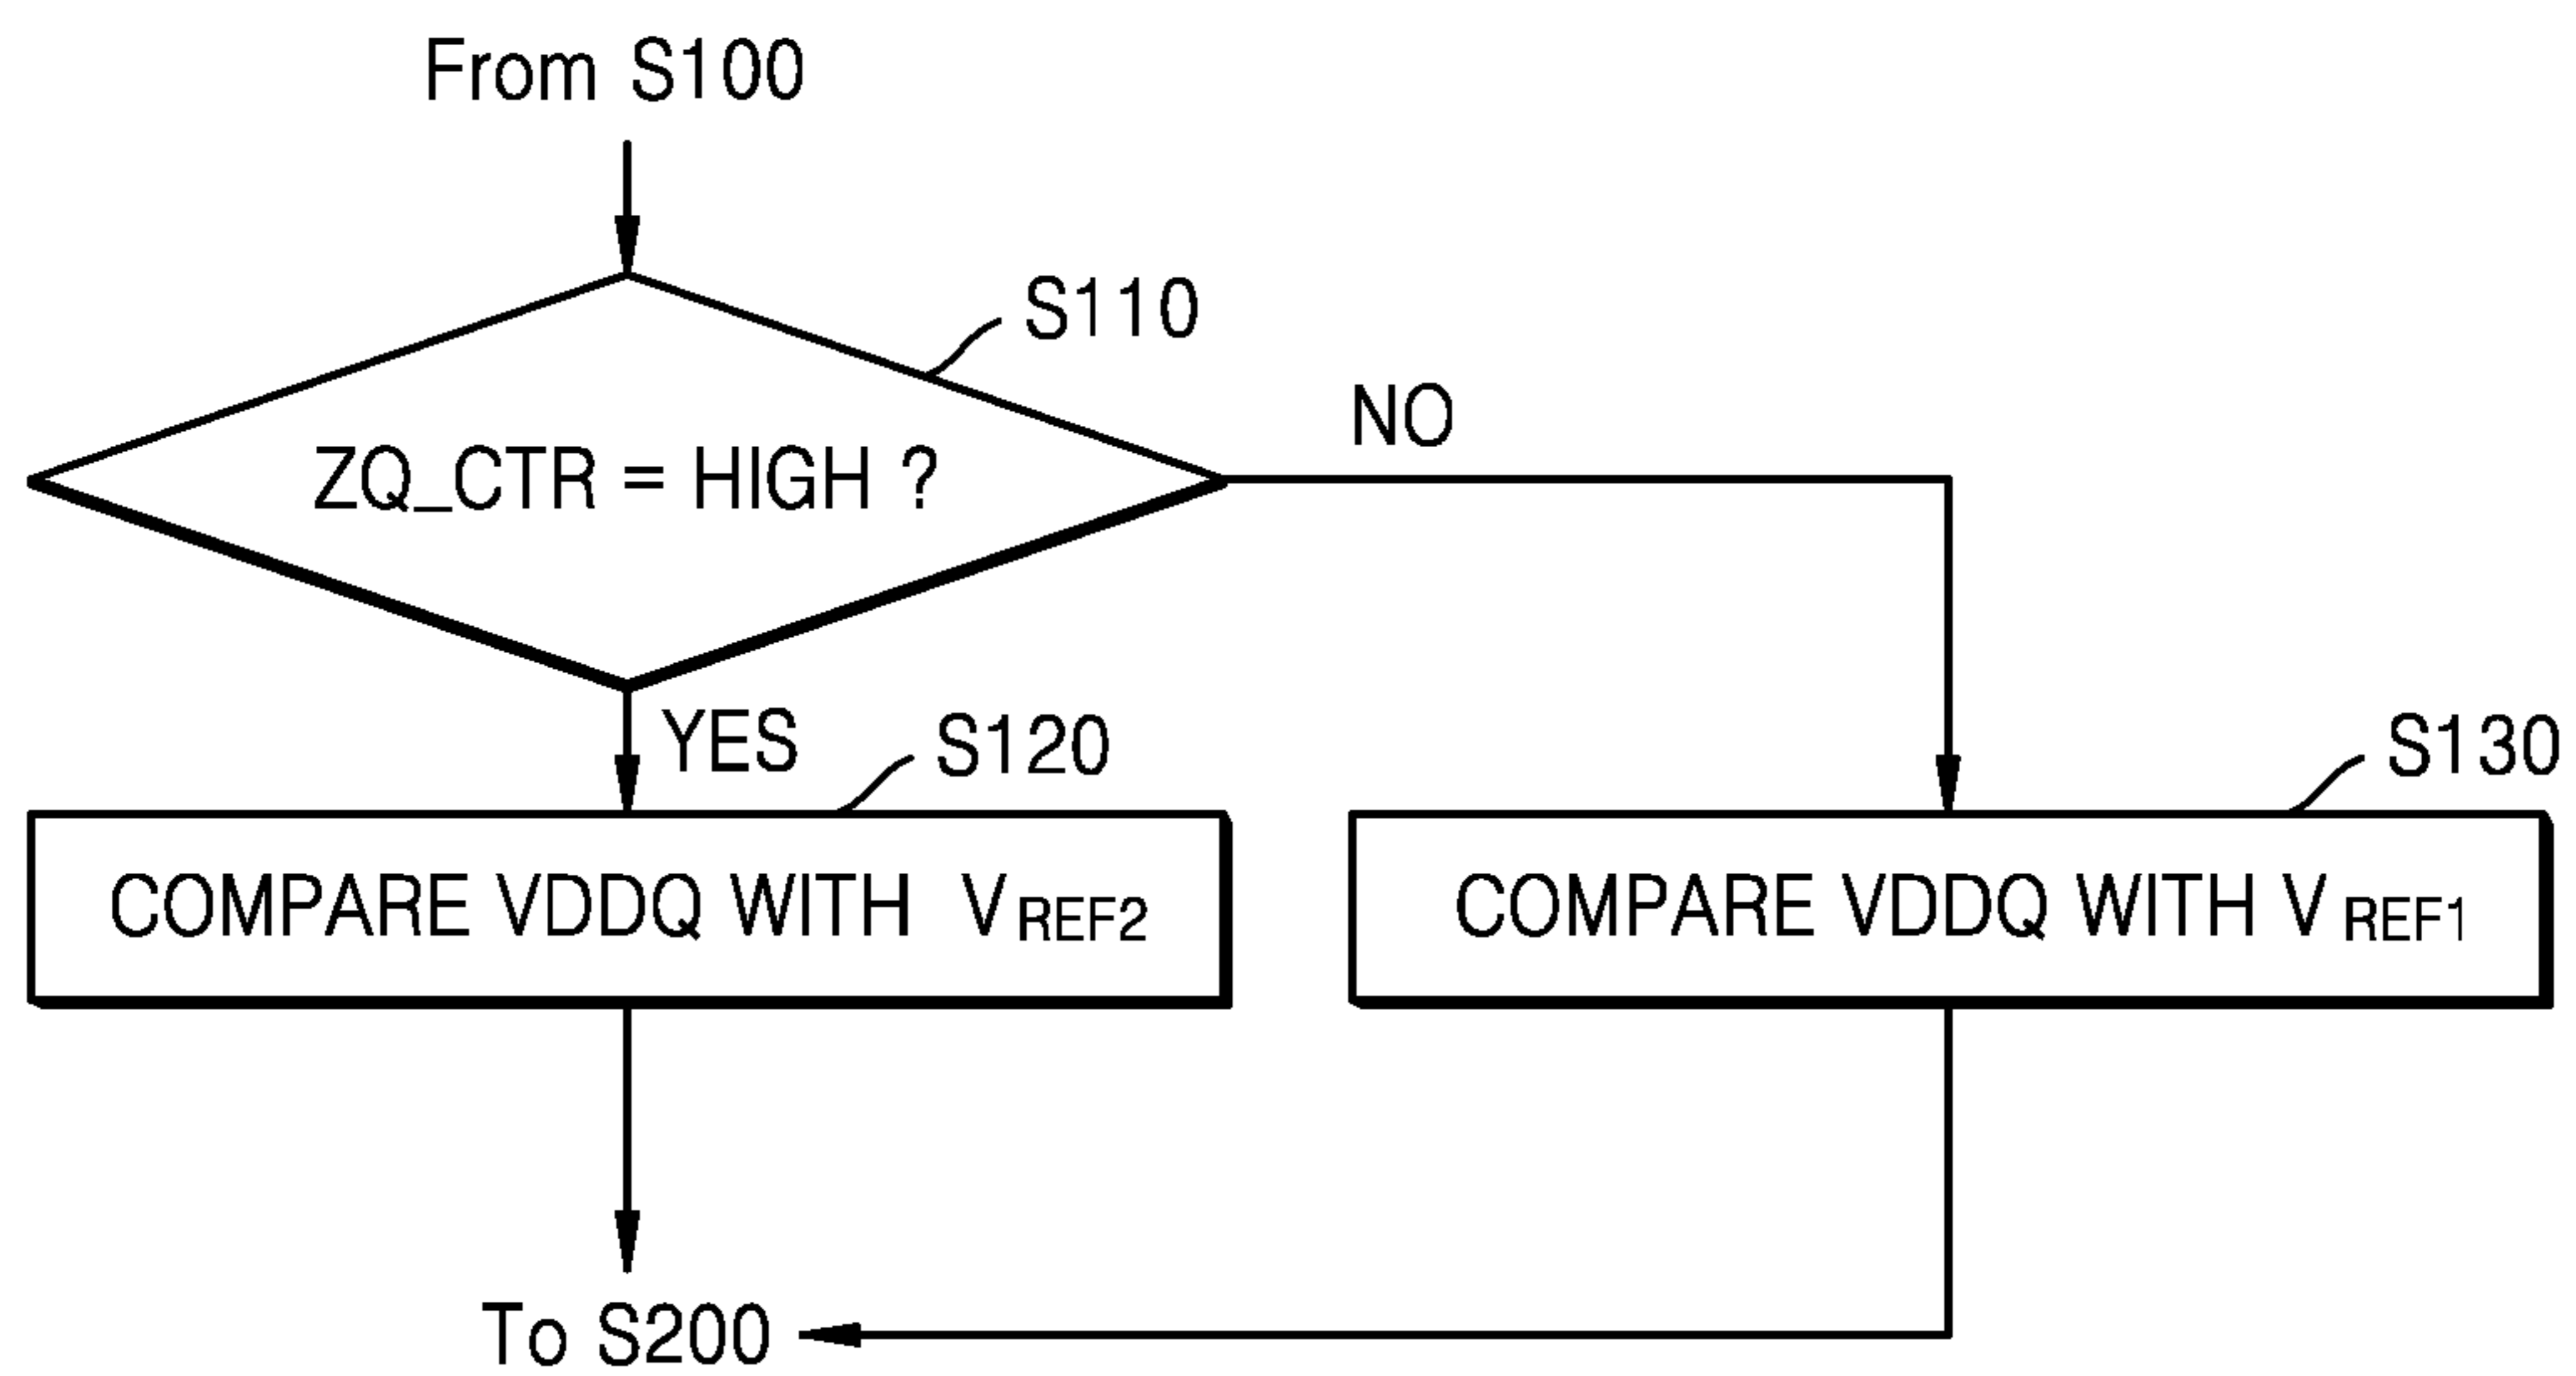 From S100
S110
ZQ_CTR = HIGH ?
NO
YES
S120
S130
COMPARE VDDQ WITH VREF2
COMPARE VDDQ WITH VREF1
To S200